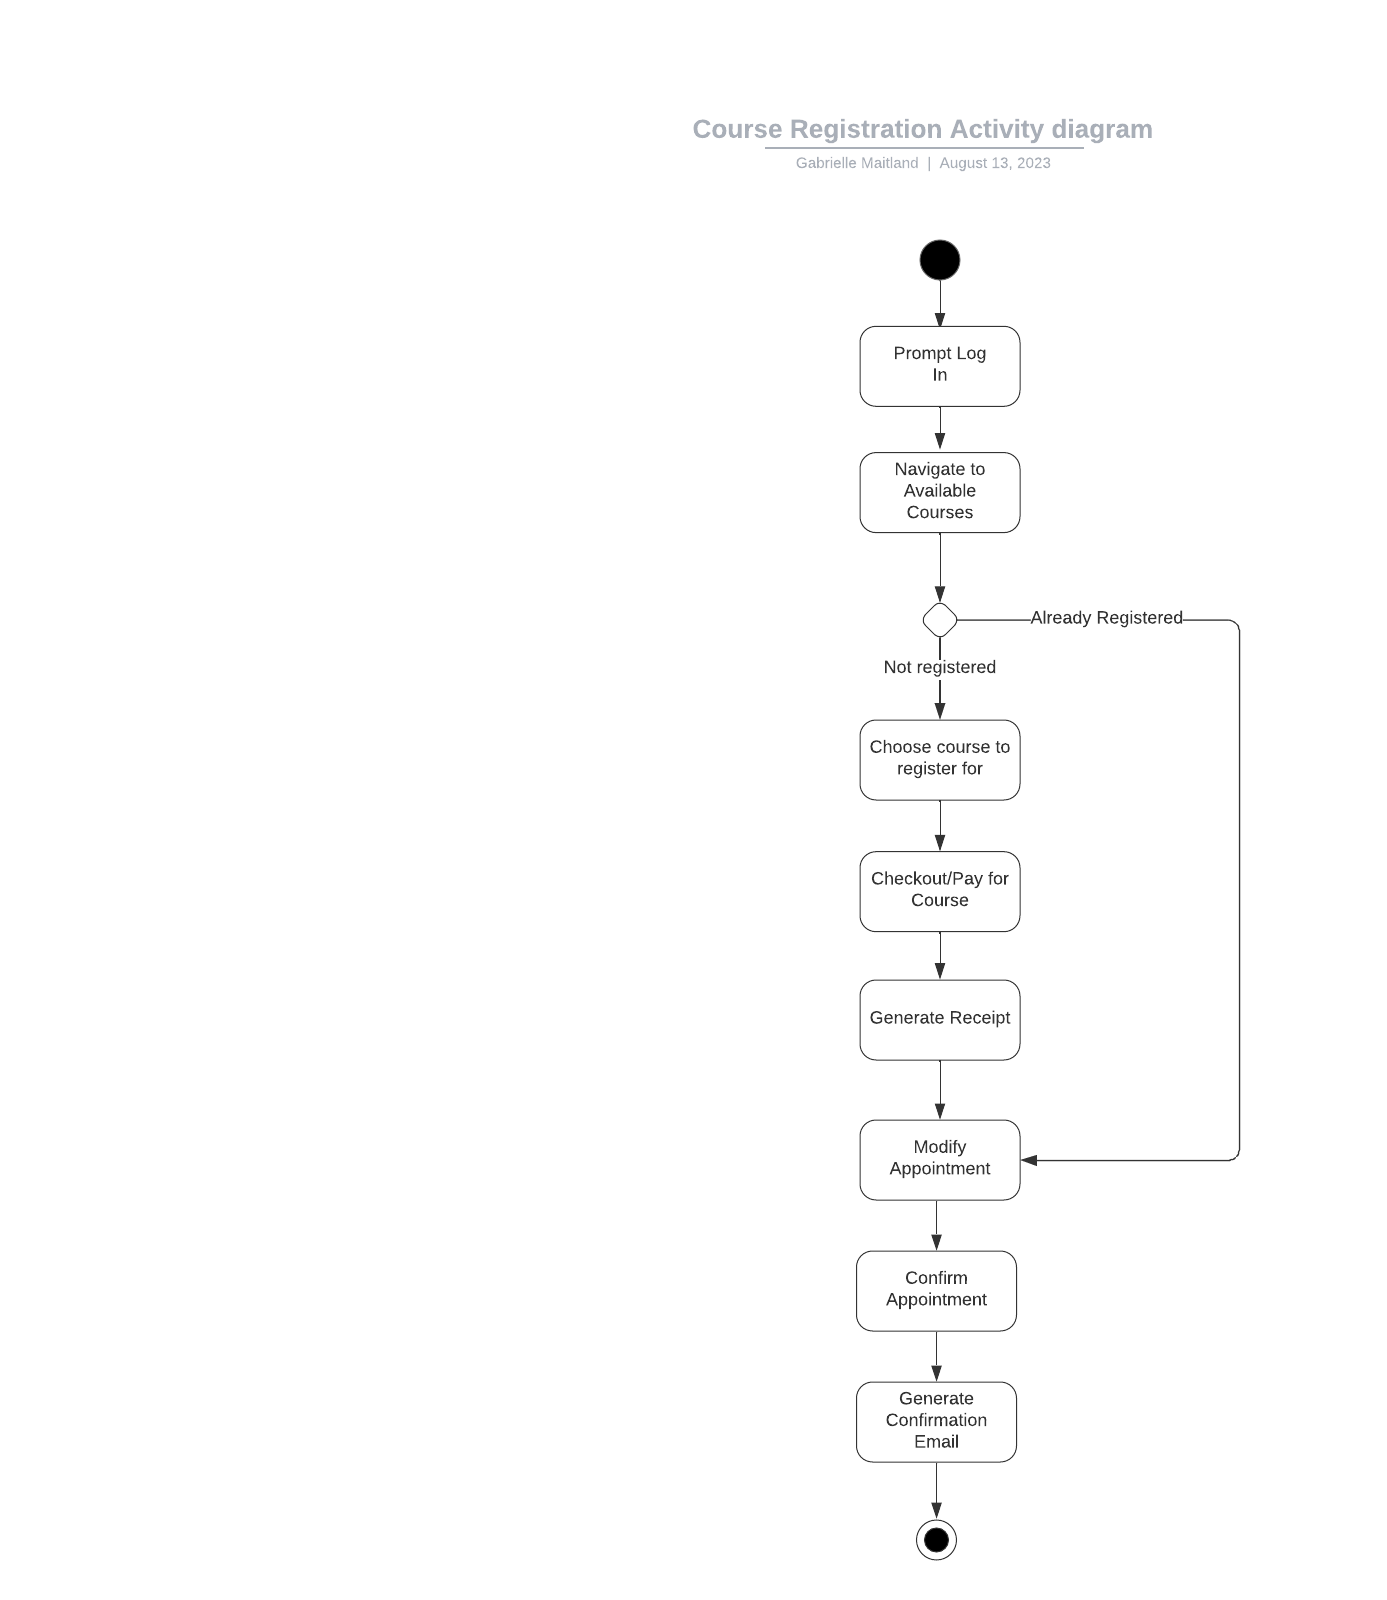 Course Registration Activity diagram
Gabrielle Maitland | August 13, 2023
Prompt Log
In
Navigate to
Available
Courses
Already Registered
Not registered
Choose course to
register for
Checkout/Pay for
Course
Generate Receipt
Modify
Appointment
Confirm
Appointment
Generate
Confirmation
Email